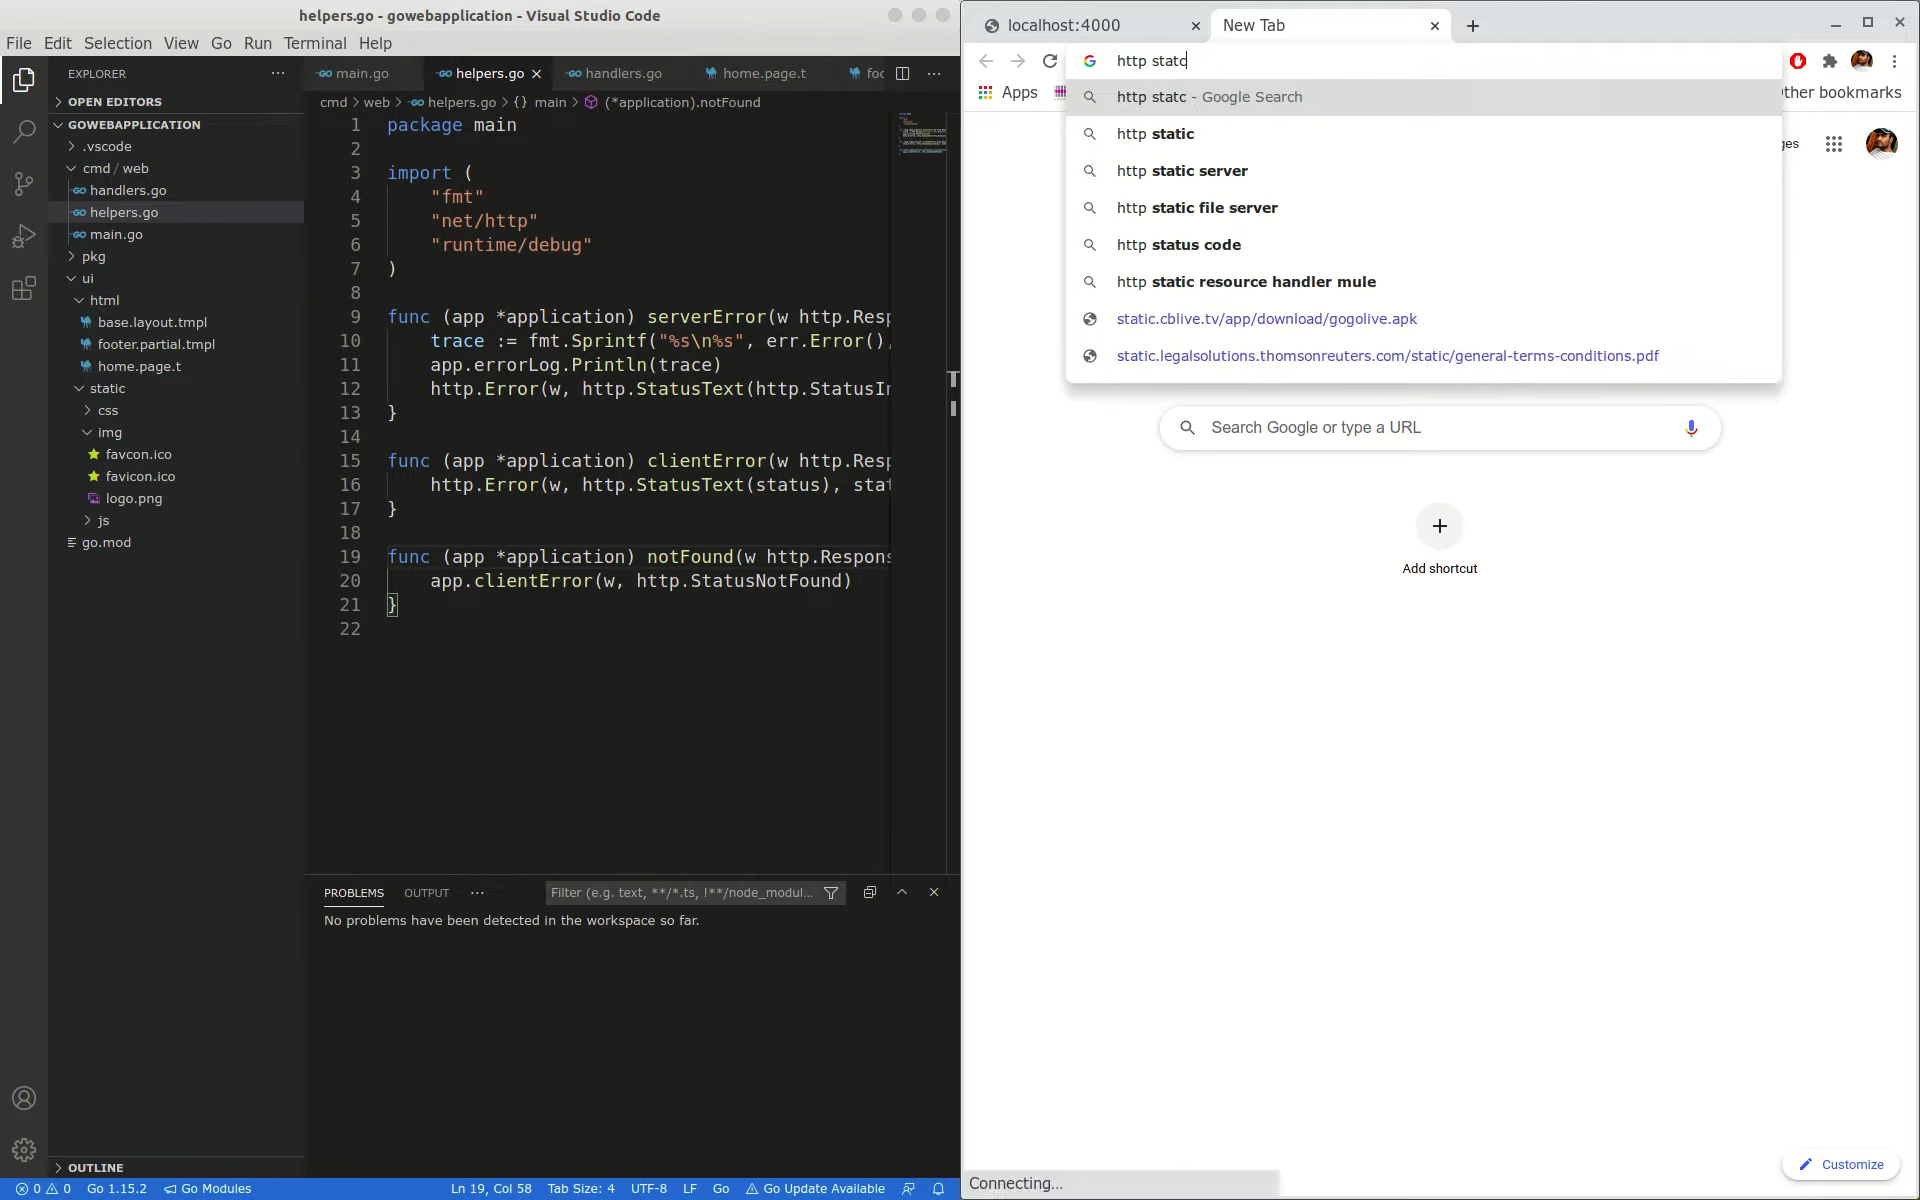 helpers.go - gowebapplication - Visual Studio Code
File Edit Selection View Go Run Terminal Help
EXPLORER
OPEN EDITORS
GOWEBAPPLICATION
.vscode
cmd / web
handlers.go
helpers.go
main.go
pkg
ui
html
base.layout.tmpl
footer.partial.tmpl
home.page.t
static
css
img
favcon.ico
favicon.ico
logo.png
js
go.mod
OUTLINE
main.go helpers.go handlers.go home.page.t foo
cmd > web > helpers.go > {} main > (*application).notFound
1 package main
2
3 import (
4 "fmt"
5 "net/http"
6 "runtime/debug"
7 )
8
9 func (app *application) serverError(w http.Resp
10 trace := fmt.Sprintf("%s\n%s", err.Error(),
11 app.errorLog.Println(trace)
12 http.Error(w, http.StatusText(http.StatusIn
13 }
14
15 func (app *application) clientError(w http.Resp
16 http.Error(w, http.StatusText(status), stat
17 }
18
19 func (app *application) notFound(w http.Respons
20 app.clientError(w, http.StatusNotFound)
21 }
22
PROBLEMS OUTPUT
Filter (e.g. text, **/*.ts, !**/node_modul...
No problems have been detected in the workspace so far.
0 0 Go 1.15.2 Go Modules Ln 19, Col 58 Tab Size: 4 UTF-8 LF Go Go Update Available
localhost:4000 New Tab
http statc
Apps
ther bookmarks
http statc - Google Search
http static
http static server
http static file server
http status code
http static resource handler mule
static.cblive.tv/app/download/gogolive.apk
static.legalsolutions.thomsonreuters.com/static/general-terms-conditions.pdf
ges
Search Google or type a URL
Add shortcut
Customize
Connecting...